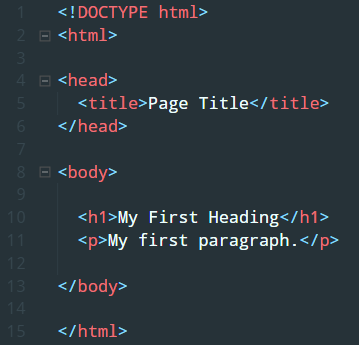 1 <!DOCTYPE html>
2 <html>
3
4 <head>
5 <title>Page Title</title>
6 </head>
7
8 <body>
9
10 <h1>My First Heading</h1>
11 <p>My first paragraph.</p>
12
13 </body>
14
15 </html>